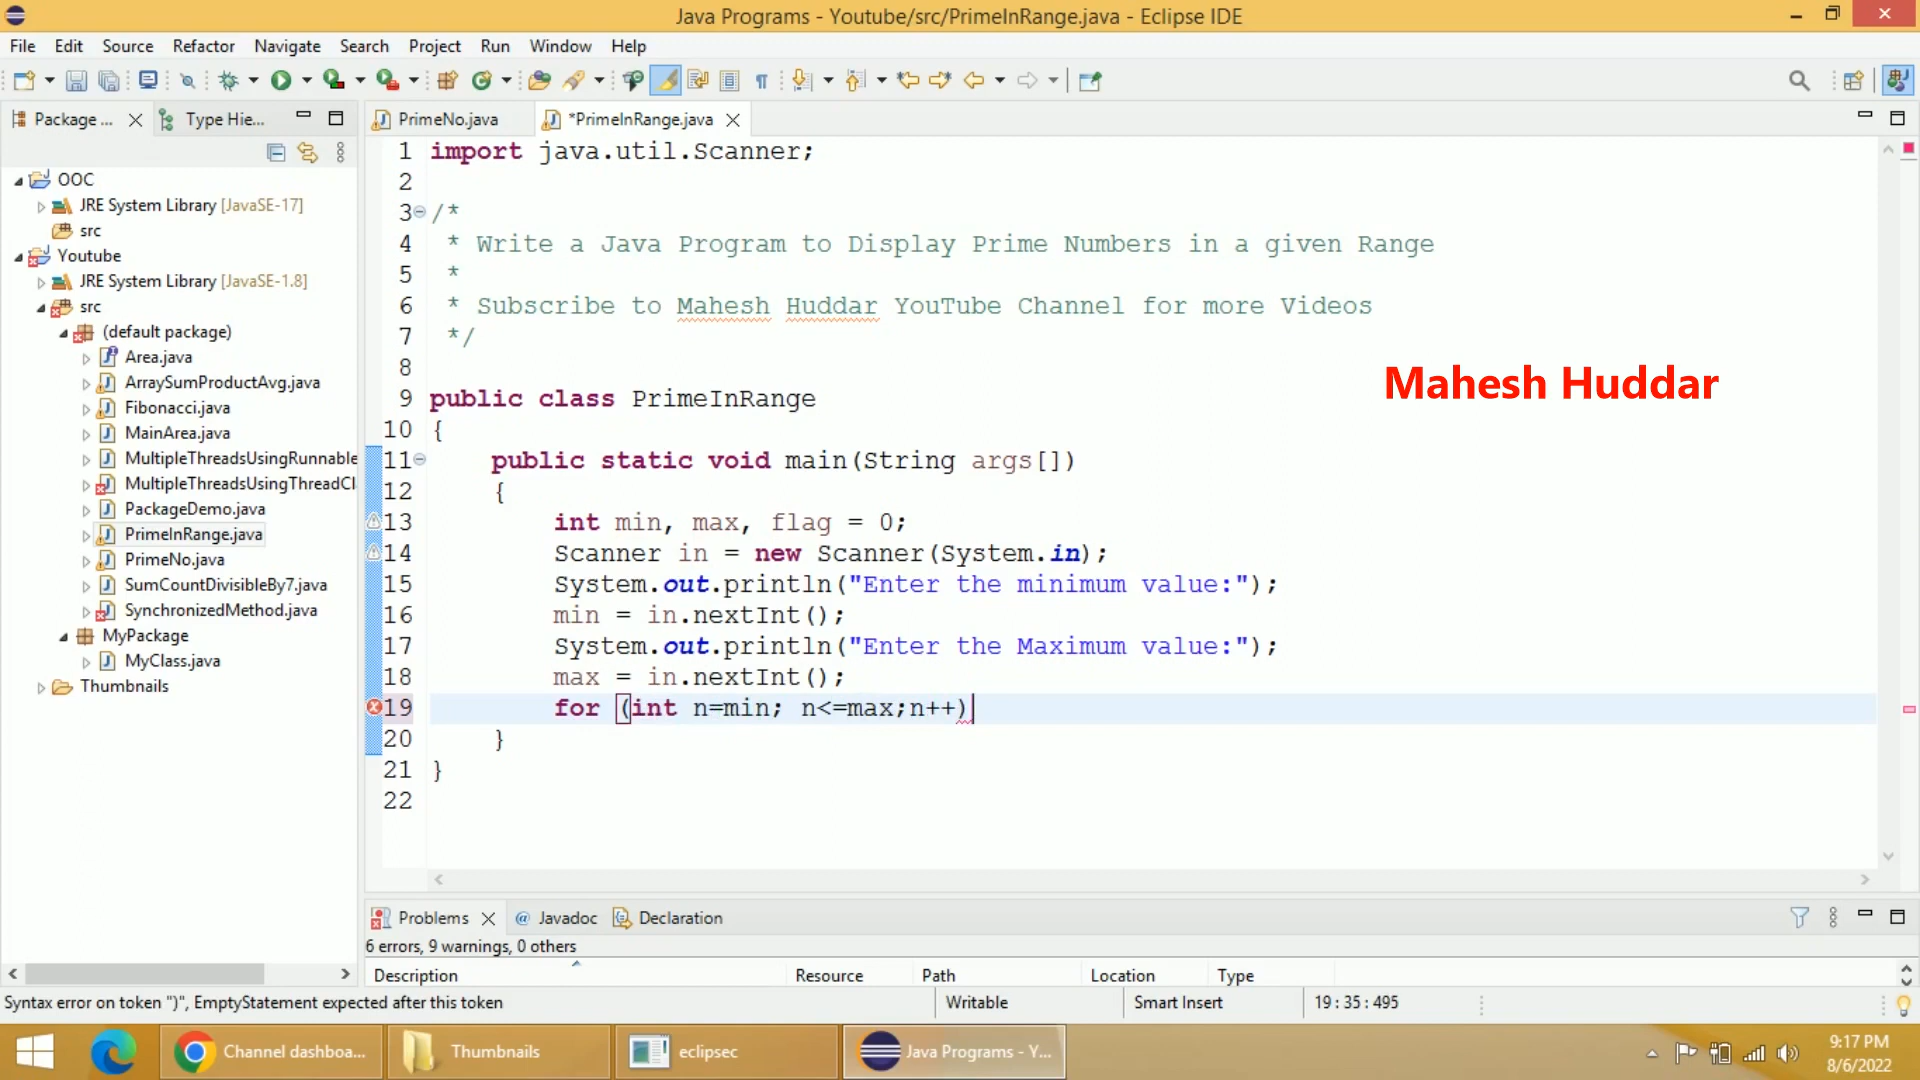 Java Programs - Youtube/src/PrimeInRange.java - Eclipse IDE
File Edit Source Refactor Navigate Search Project Run Window Help
Package ... Type Hie... PrimeNo.java *PrimeInRange.java
OOC
JRE System Library [JavaSE-17]
src
Youtube
JRE System Library [JavaSE-1.8]
src
(default package)
Area.java
ArraySumProductAvg.java
Fibonacci.java
MainArea.java
MultipleThreadsUsingRunnable
MultipleThreadsUsingThreadCl
PackageDemo.java
PrimeInRange.java
PrimeNo.java
SumCountDivisibleBy7.java
SynchronizedMethod.java
MyPackage
MyClass.java
Thumbnails
1 import java.util.Scanner;
2
3 /*
4 * Write a Java Program to Display Prime Numbers in a given Range
5 *
6 * Subscribe to Mahesh Huddar YouTube Channel for more Videos
7 */
8
9 public class PrimeInRange
10 {
11 public static void main(String args[])
12 {
13 int min, max, flag = 0;
14 Scanner in = new Scanner(System.in);
15 System.out.println("Enter the minimum value:");
16 min = in.nextInt();
17 System.out.println("Enter the Maximum value:");
18 max = in.nextInt();
19 for (int n=min; n<=max;n++)
20 }
21 }
22
Mahesh Huddar
Problems @ Javadoc Declaration
6 errors, 9 warnings, 0 others
Description Resource Path Location Type
Syntax error on token ")", EmptyStatement expected after this token Writable Smart Insert 19 : 35 : 495
Channel dashboa... Thumbnails eclipsec Java Programs - Y...
9:17 PM
8/6/2022